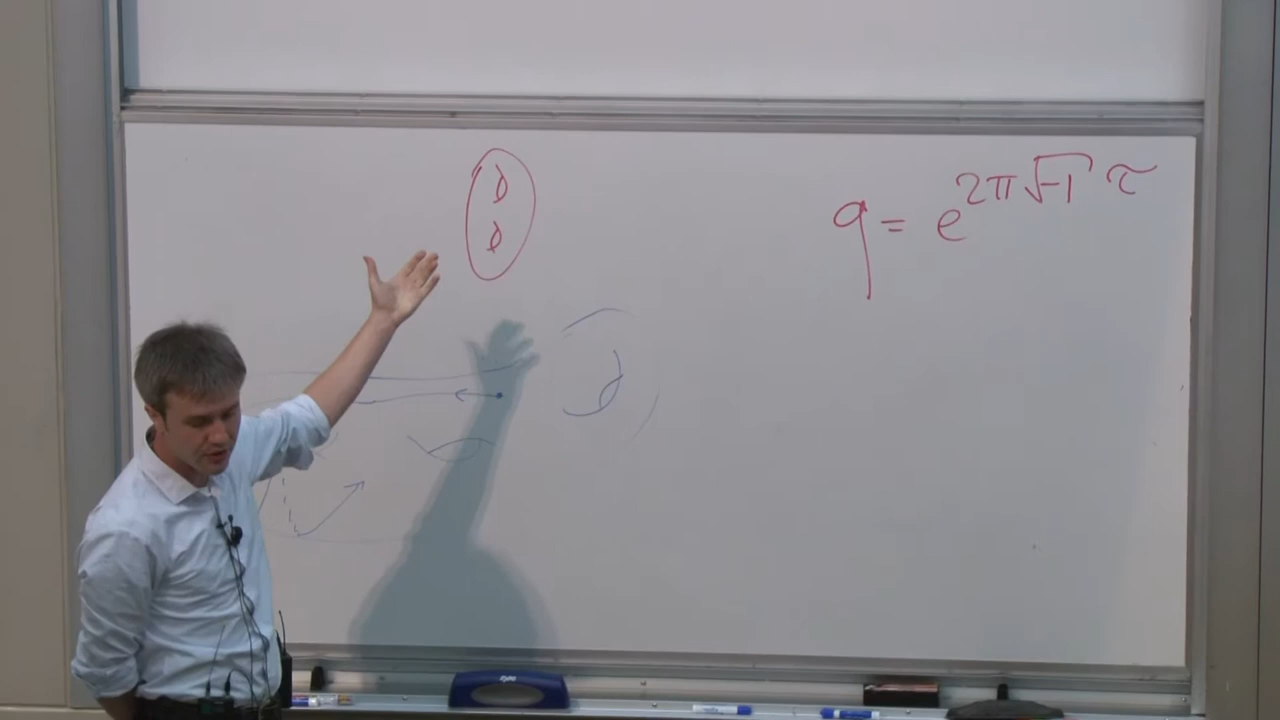 q = e^{2π√-1 τ}